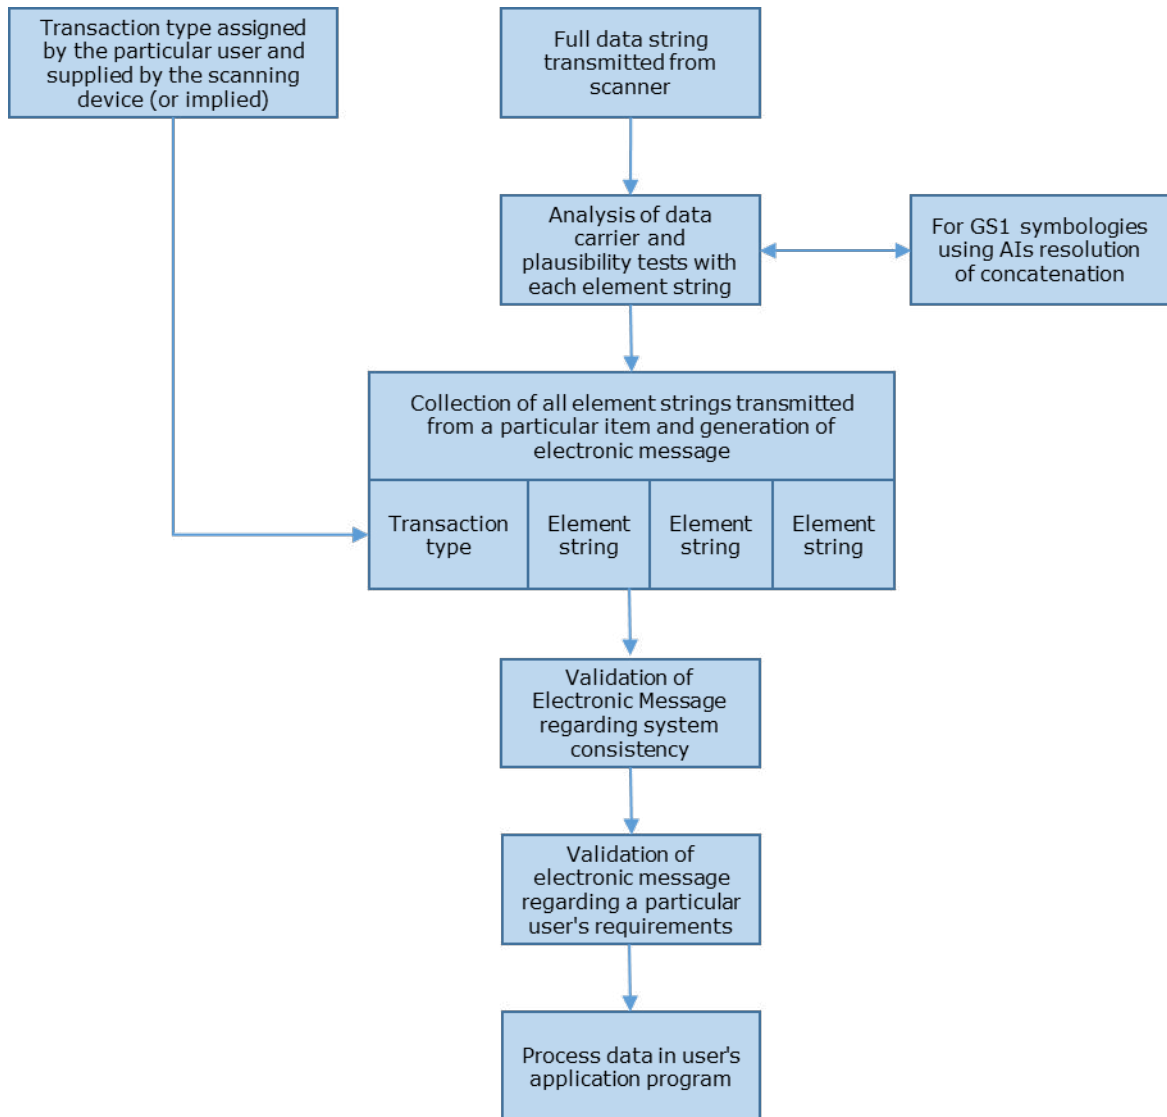 Transaction type assigned
by the particular user and
supplied by the scanning
device (or implied)
Full data string
transmitted from
scanner
Analysis of data
carrier and
plausibility tests with
each element string
For GS1 symbologies
using AIs resolution
of concatenation
Collection of all element strings transmitted
from a particular item and generation of
electronic message
Transaction
type
Element
string
Element
string
Element
string
Validation of
Electronic Message
regarding system
consistency
Validation of
electronic message
regarding a particular
user's requirements
Process data in user's
application program